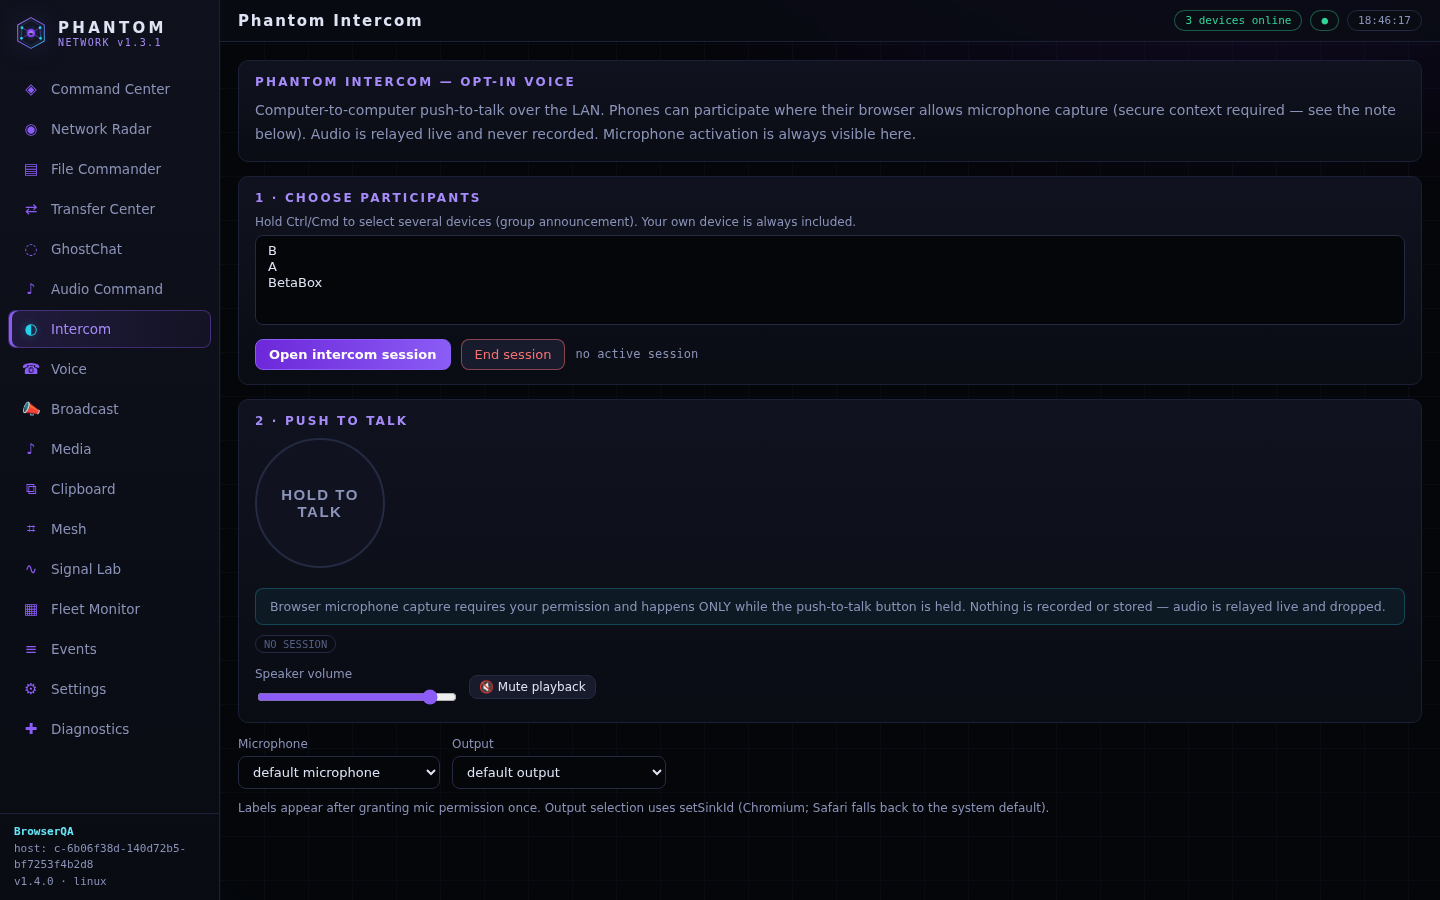 PHANTOM
NETWORK v1.3.1
Command Center
Network Radar
File Commander
Transfer Center
GhostChat
Audio Command
Intercom
Voice
Broadcast
Media
Clipboard
Mesh
Signal Lab
Fleet Monitor
Events
Settings
Diagnostics
BrowserQA
host: c-6b06f38d-140d72b5-
bf7253f4b2d8
v1.4.0 · linux
Phantom Intercom
3 devices online
18:46:17
PHANTOM INTERCOM — OPT-IN VOICE
Computer-to-computer push-to-talk over the LAN. Phones can participate where their browser allows microphone capture (secure context required — see the note
below). Audio is relayed live and never recorded. Microphone activation is always visible here.
1 · CHOOSE PARTICIPANTS
Hold Ctrl/Cmd to select several devices (group announcement). Your own device is always included.
B
A
BetaBox
Open intercom session
End session
no active session
2 · PUSH TO TALK
HOLD TO
TALK
Browser microphone capture requires your permission and happens ONLY while the push-to-talk button is held. Nothing is recorded or stored — audio is relayed live and dropped.
NO SESSION
Speaker volume
Mute playback
Microphone
Output
default microphone
default output
Labels appear after granting mic permission once. Output selection uses setSinkId (Chromium; Safari falls back to the system default).